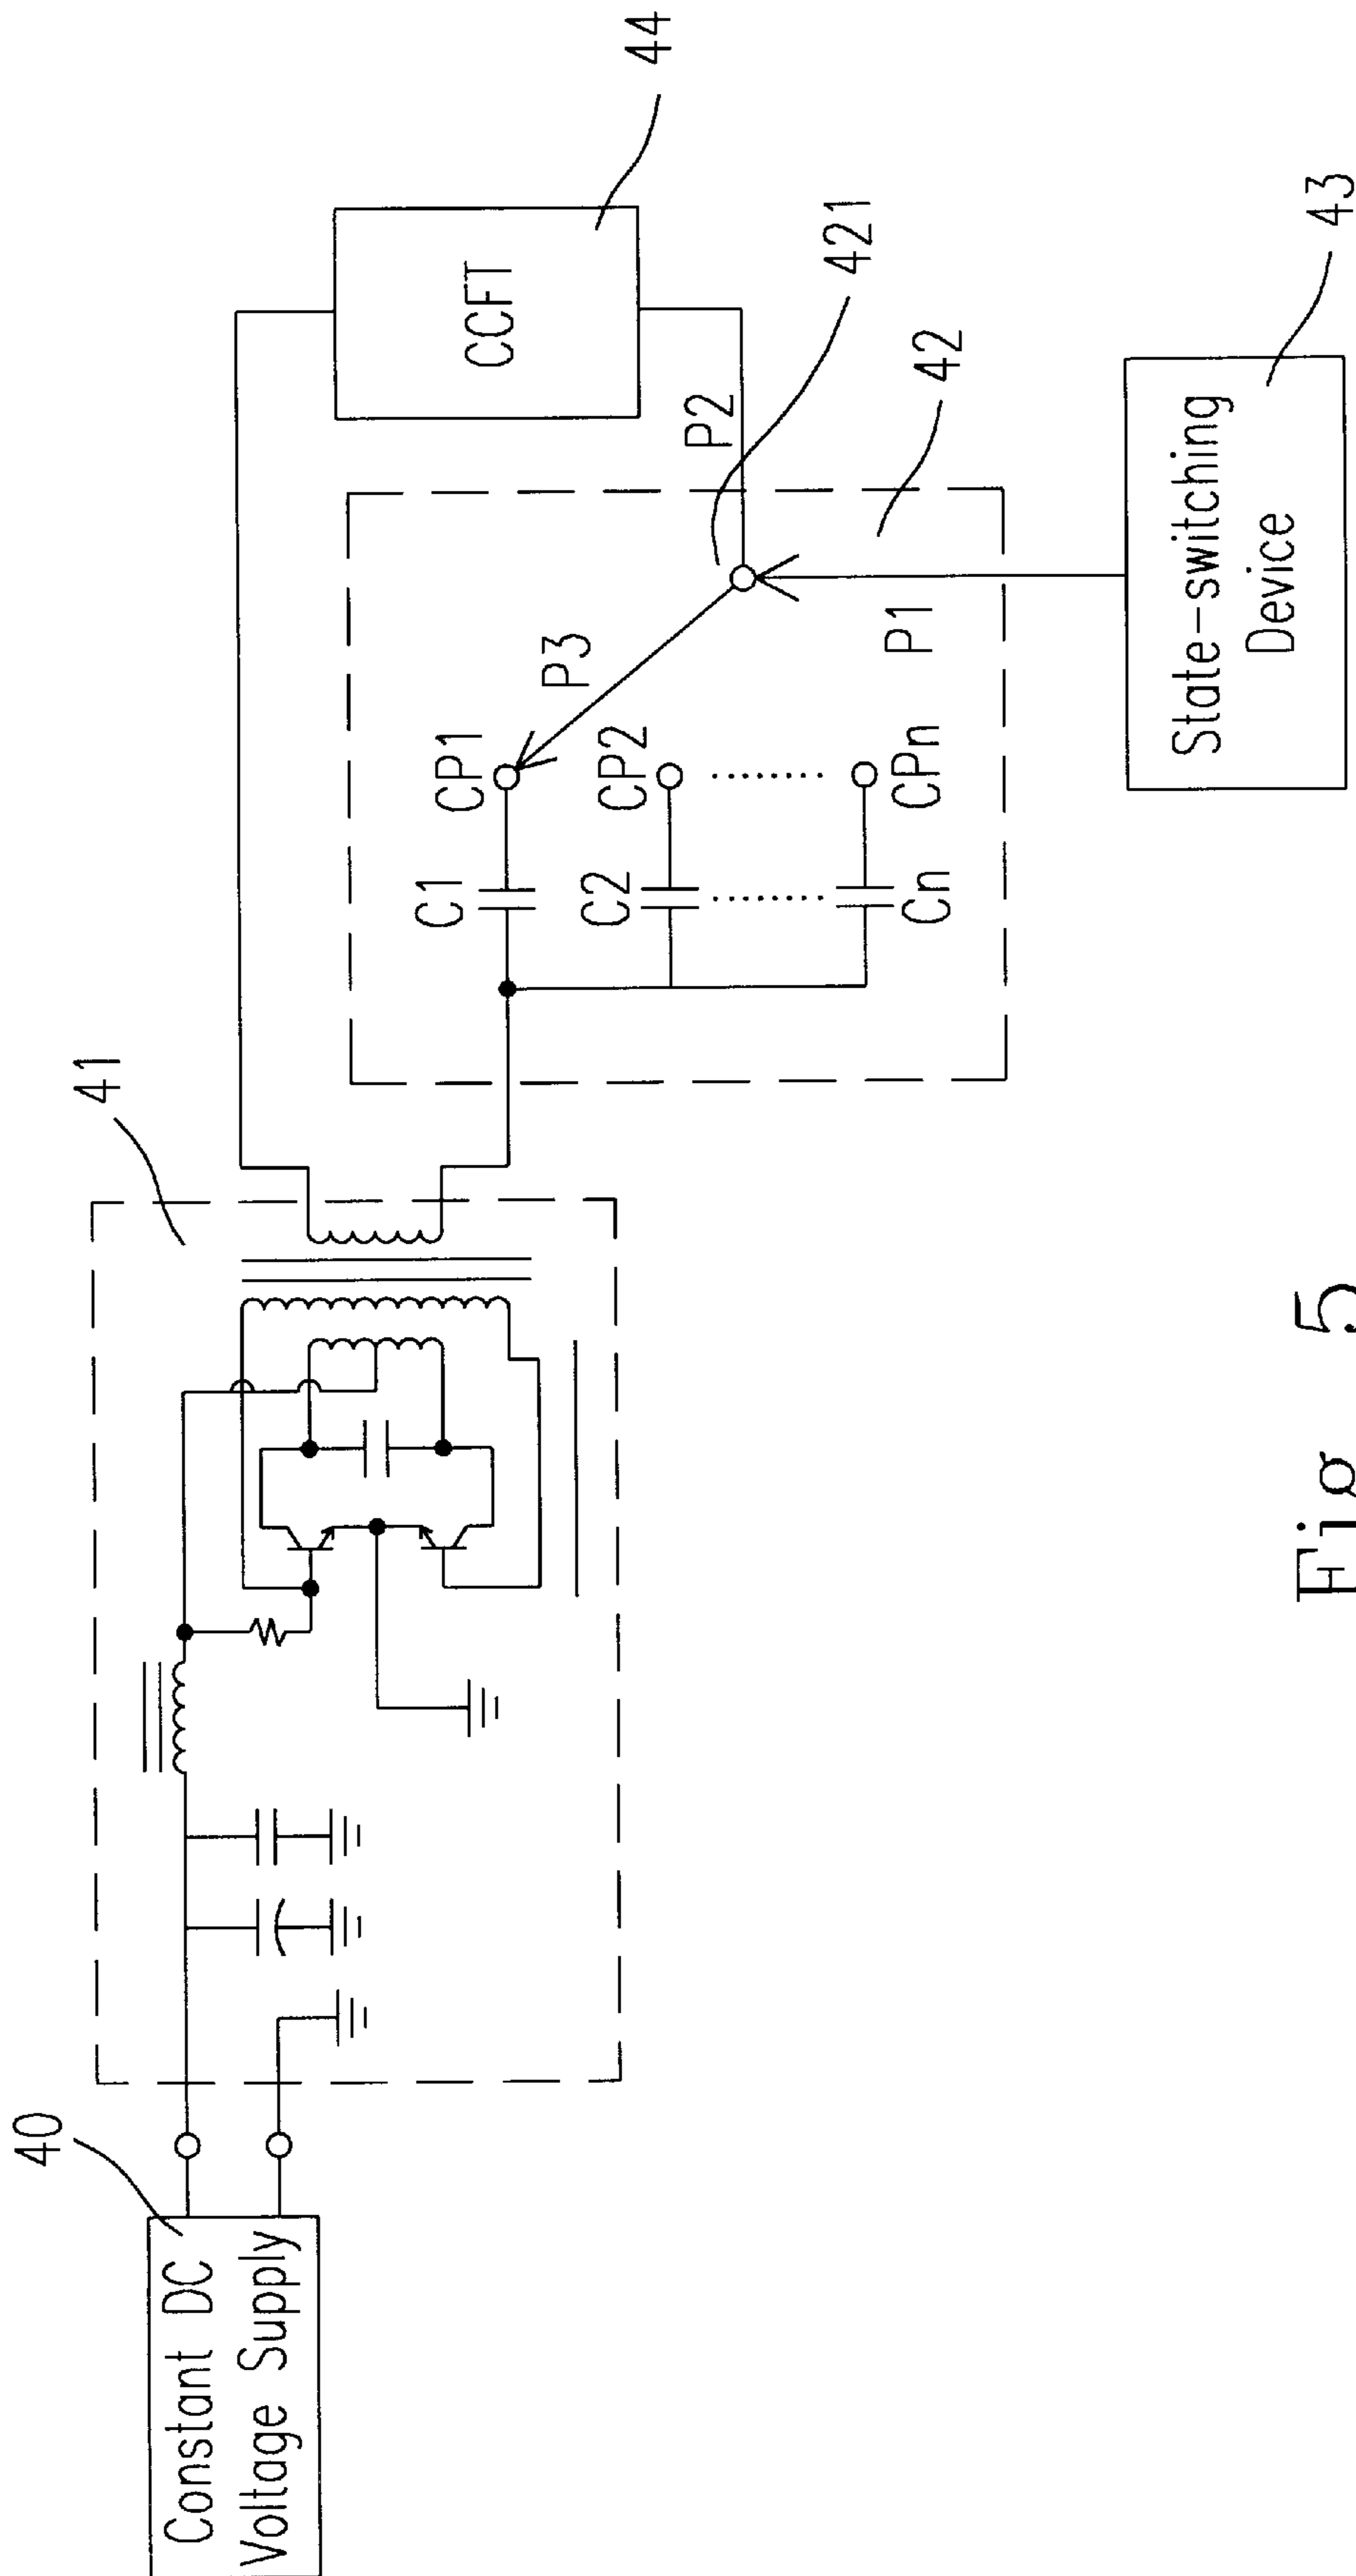 40
Constant DC
Voltage Supply
41
C1
CP1
C2
CP2
Cn
CPn
P3
P2
P1
421
42
CCFT
44
State-switching
Device
43
Fig. 5